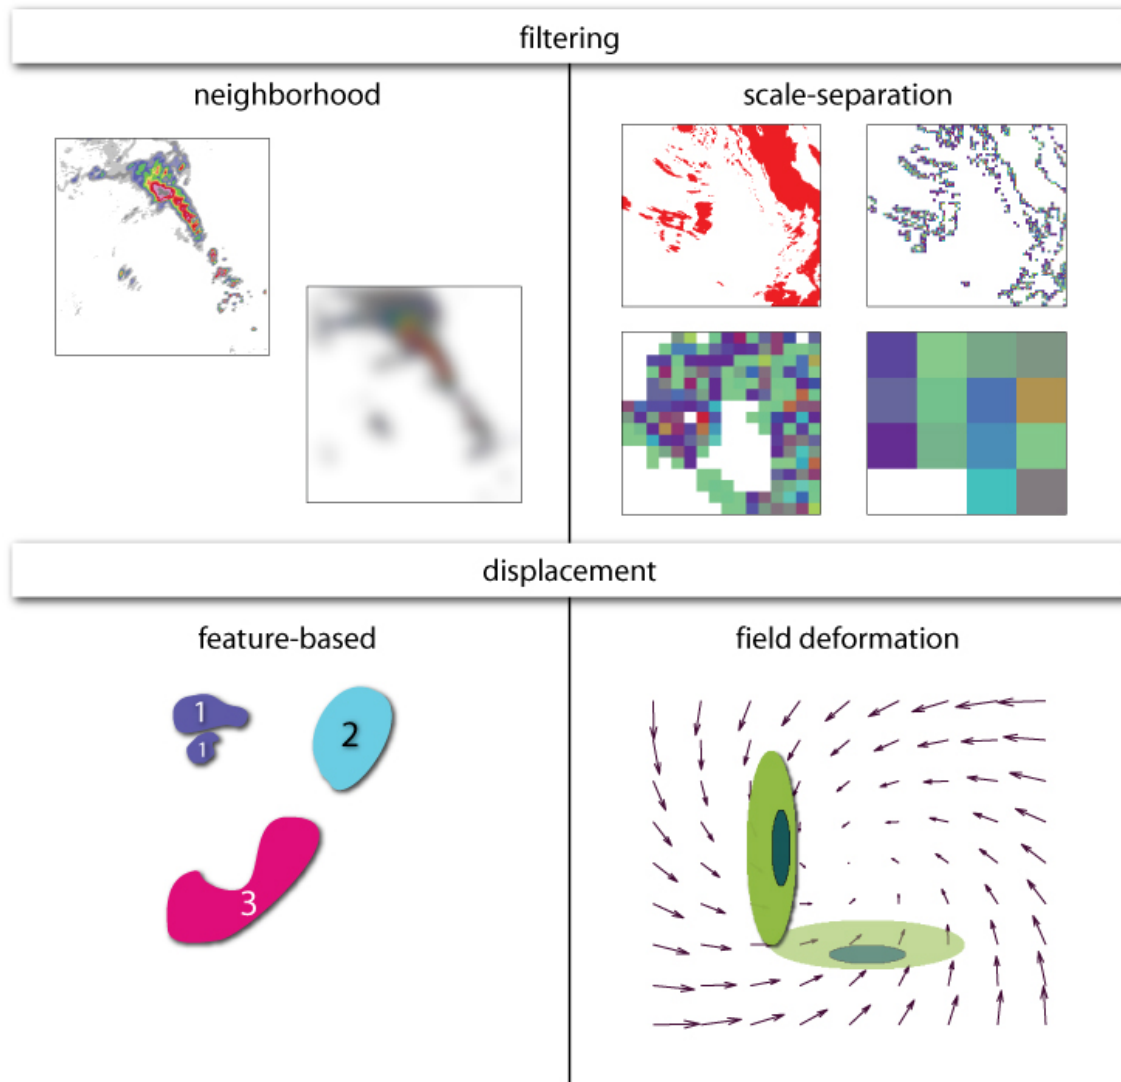 filtering
neighborhood
scale-separation
displacement
feature-based
field deformation
1
1
2
3